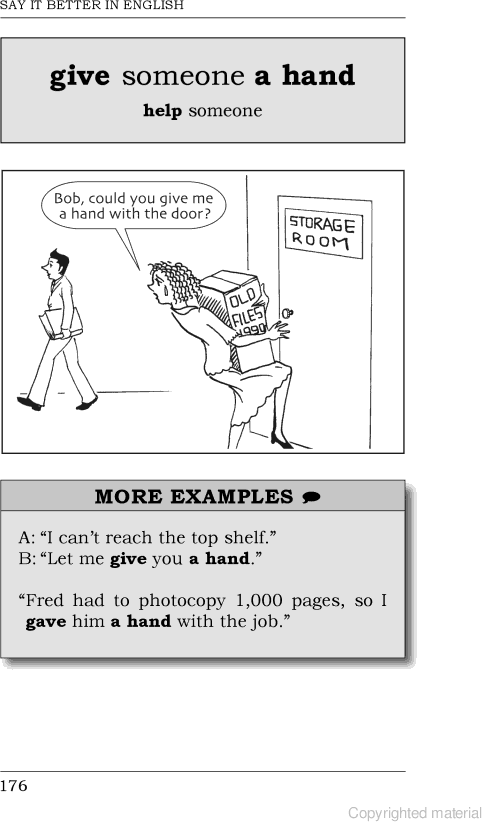 SAY IT BETTER IN ENGLISH
give someone a hand
help someone
Bob, could you give me
a hand with the door?
STORAGE
ROOM
OLD
FILES
1990
MORE EXAMPLES
A: “I can’t reach the top shelf.”
B: “Let me give you a hand.”
“Fred had to photocopy 1,000 pages, so I
gave him a hand with the job.”
176
Copyrighted material